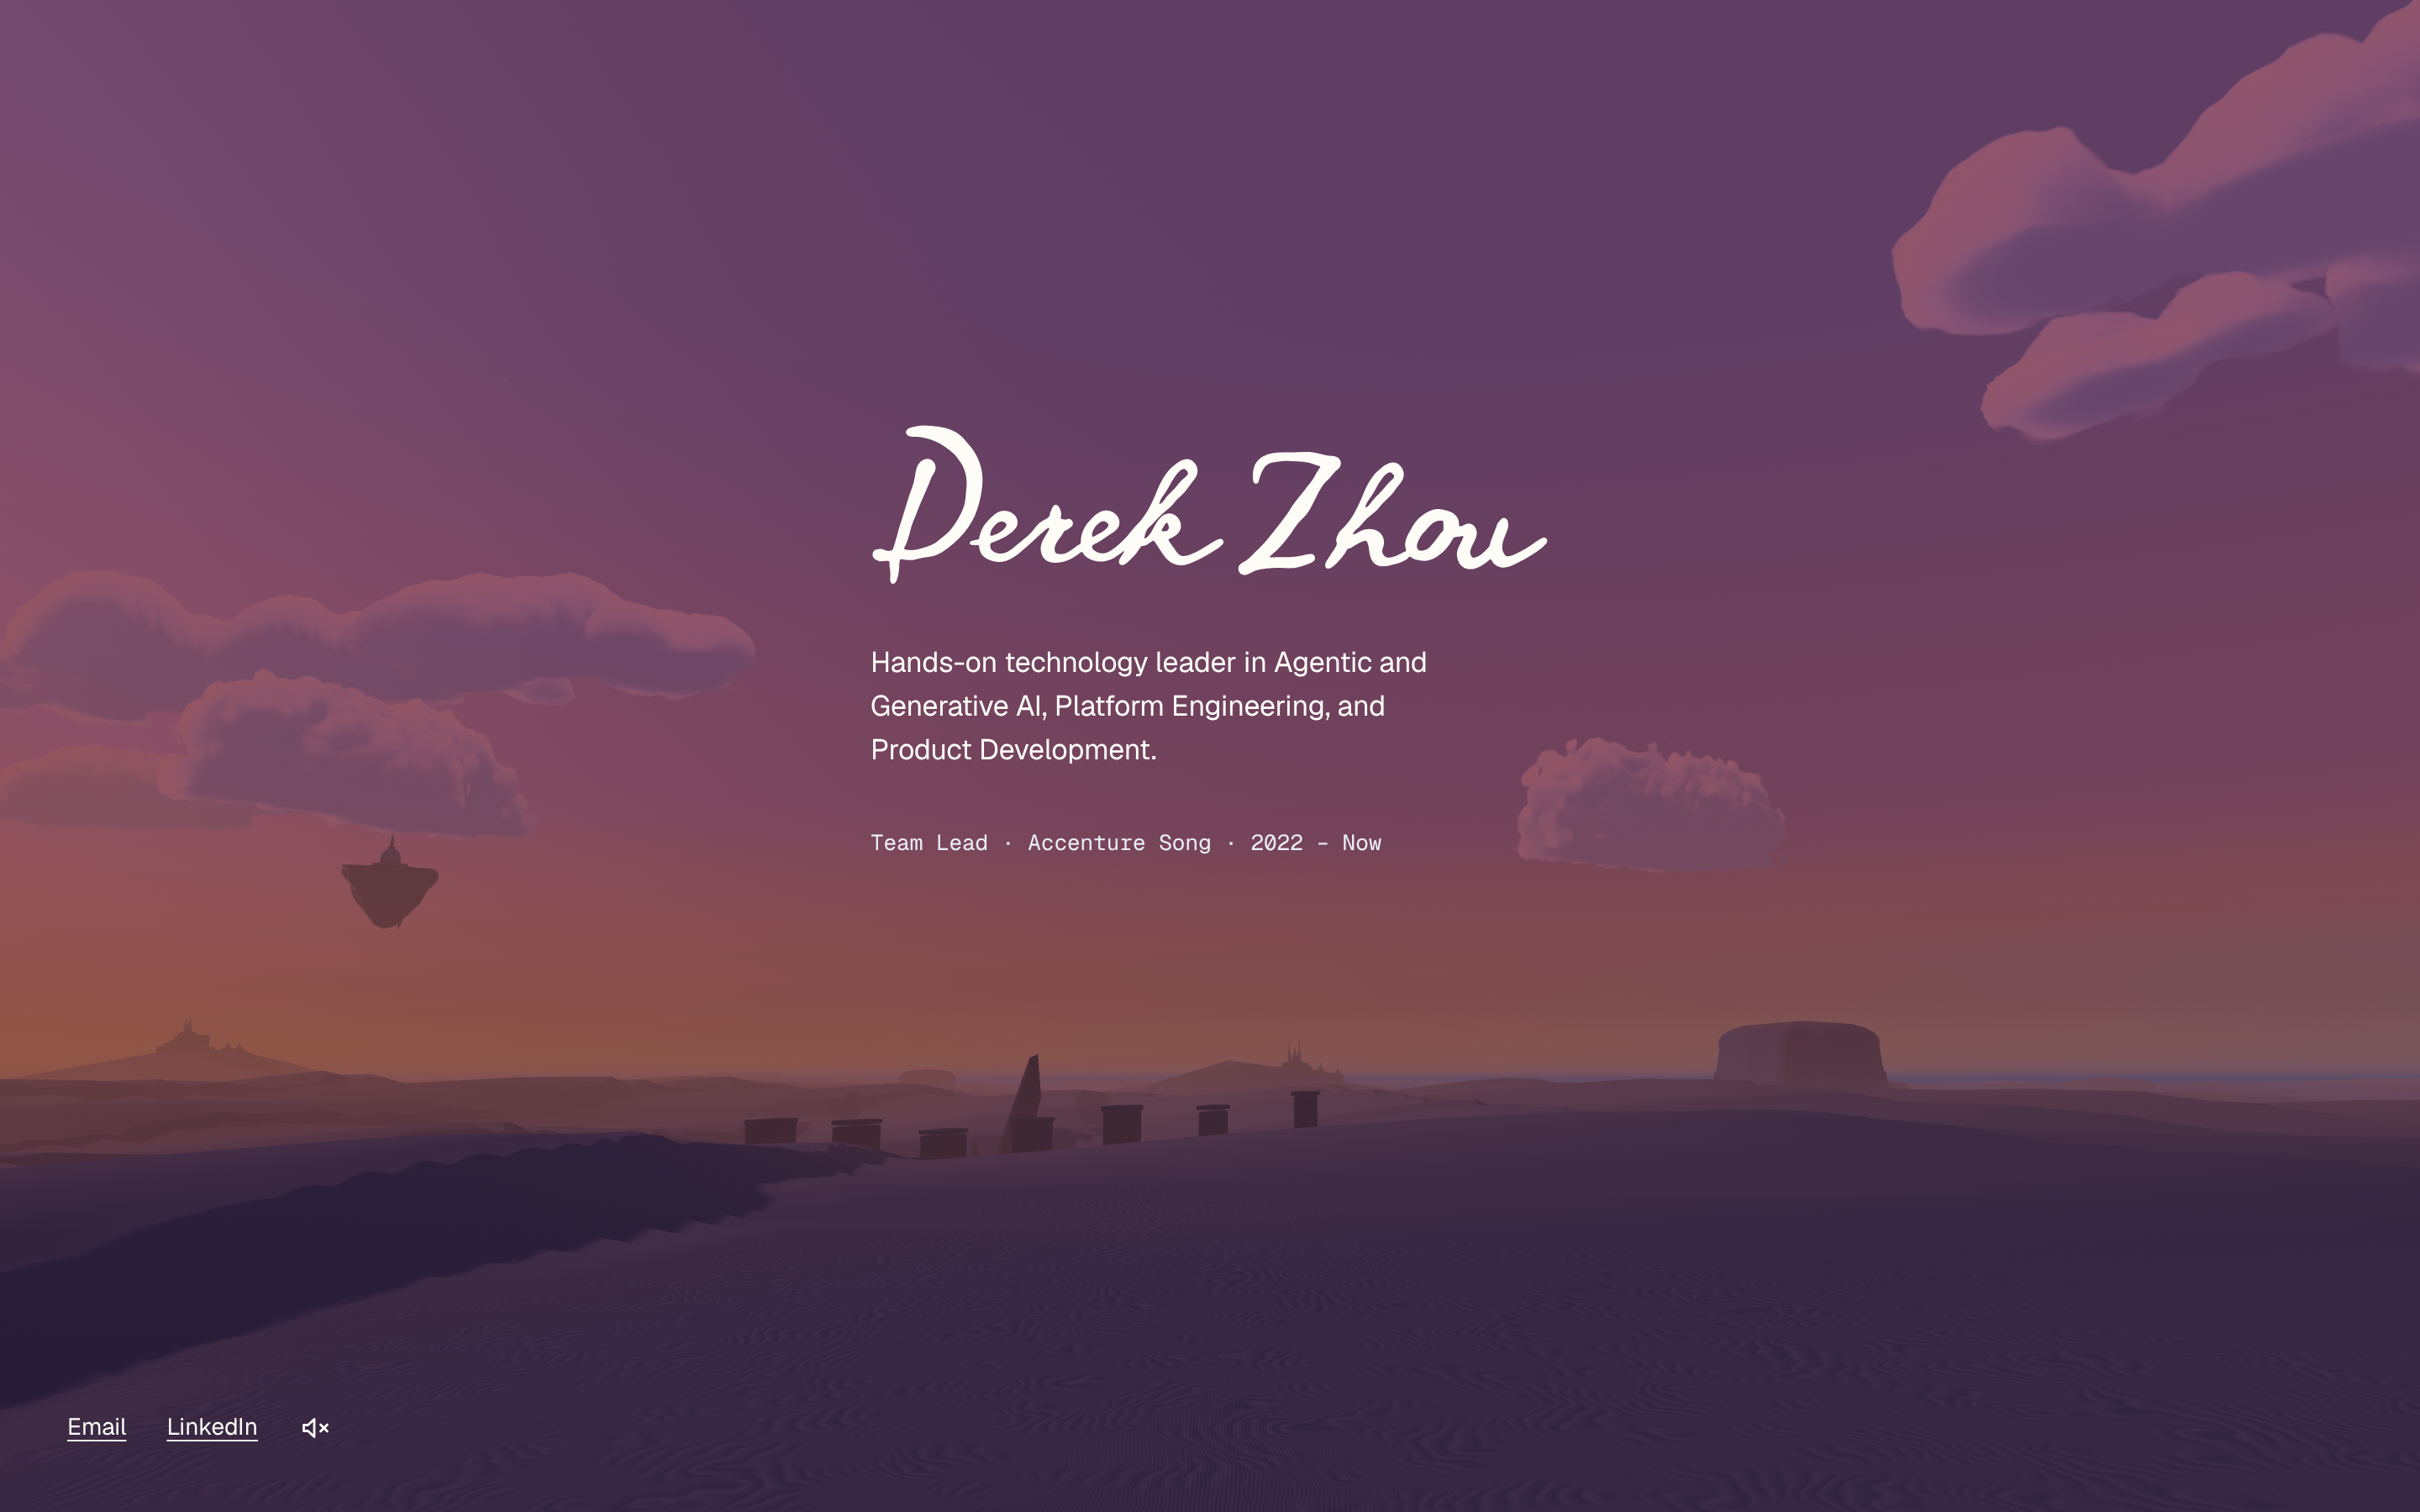 Derek Zhou
Hands-on technology leader in Agentic and
Generative AI, Platform Engineering, and
Product Development.
Team Lead · Accenture Song · 2022 – Now
Email LinkedIn